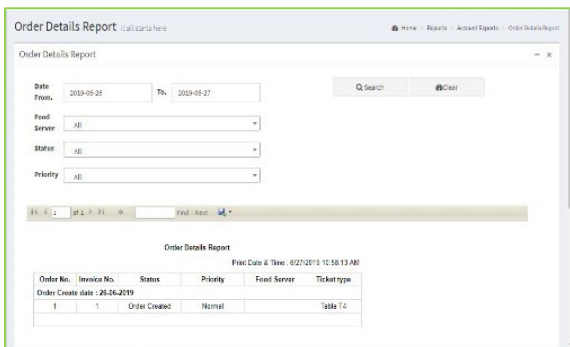 Order Details Report it all starts here
Home > Reports > Account Reports > Order Details Report
Order Details Report
Date From. 2019-06-26 To. 2019-06-27
Search Clear
Food Server All
Status All
Priority All
1 of 1 Find | Next
Order Details Report
Print Date & Time : 6/27/2019 10:58:13 AM
Order No. Invoice No. Status Priority Food Server Ticket type
Order Create date : 26-06-2019
1 1 Order Created Normal Table T4